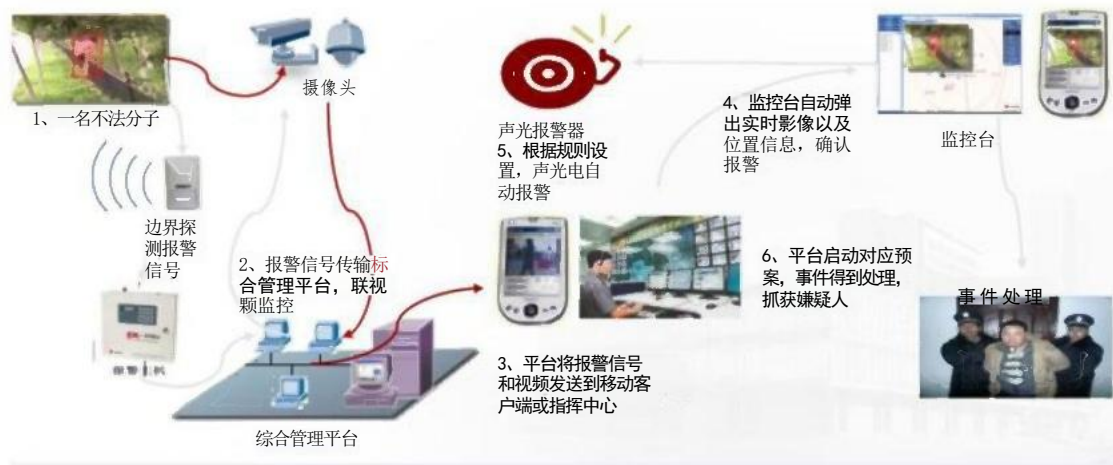 1、一名不法分子
摄像头
边界探
测报警
信号
2、报警信号传输标
合管理平台，联视
颗监控
报警主机
综合管理平台
声光报警器
5、根据规则设
置，声光电自
动报警
3、平台将报警信号
和视频发送到移动客
户端或指挥中心
4、监控台自动弹
出实时影像以及
位置信息，确认
报警
监控台
6、平台启动对应预
案，事件得到处理，
抓获嫌疑人
事件处理